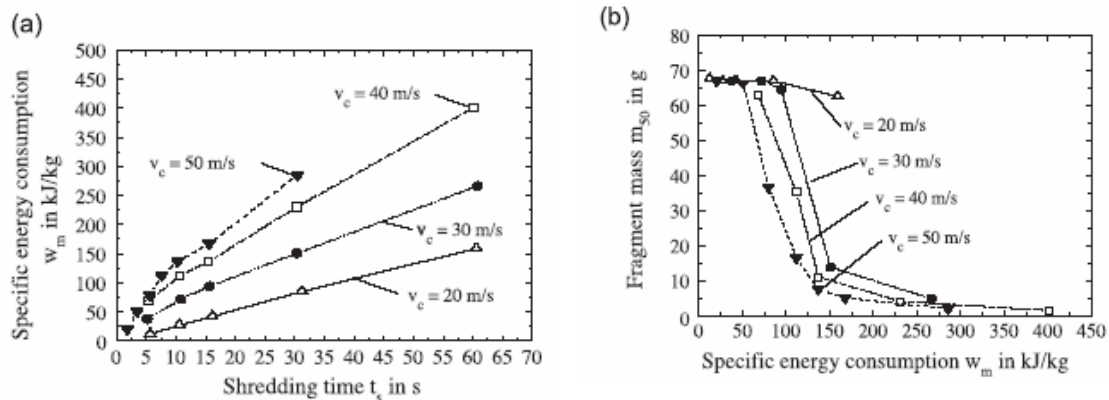 (a)
500
450
400
350
300
250
200
150
100
50
0
v_c = 40 m/s
v_c = 50 m/s
v_c = 30 m/s
v_c = 20 m/s
Specific energy consumption
w_m in kJ/kg
0 5 10 15 20 25 30 35 40 45 50 55 60 65 70
Shredding time t_s in s
(b)
80
70
60
50
40
30
20
10
0
v_c = 20 m/s
v_c = 30 m/s
v_c = 40 m/s
v_c = 50 m/s
Fragment mass m_50 in g
0 50 100 150 200 250 300 350 400 450
Specific energy consumption w_m in kJ/kg